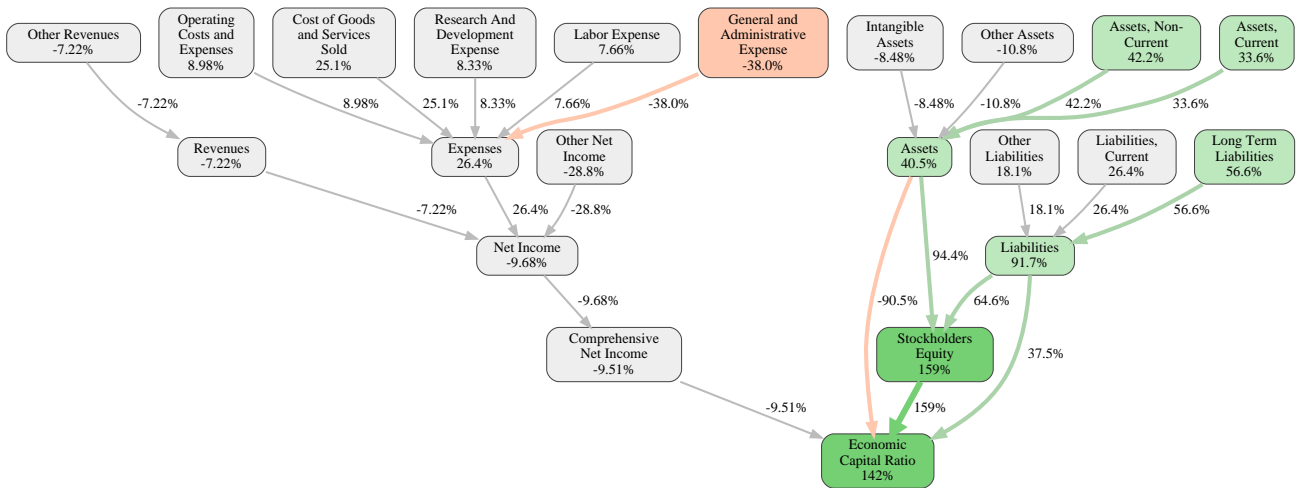 Other Revenues
-7.22%
Operating
Costs and
Expenses
8.98%
Cost of Goods
and Services
Sold
25.1%
Research And
Development
Expense
8.33%
Labor Expense
7.66%
General and
Administrative
Expense
-38.0%
Intangible
Assets
-8.48%
Other Assets
-10.8%
Assets, Non-
Current
42.2%
Assets,
Current
33.6%
-7.22%
8.98%
25.1%
8.33%
7.66%
-38.0%
-8.48%
-10.8%
42.2%
33.6%
Revenues
-7.22%
Expenses
26.4%
Other Net
Income
-28.8%
Assets
40.5%
Other
Liabilities
18.1%
Liabilities,
Current
26.4%
Long Term
Liabilities
56.6%
-7.22%
26.4%
-28.8%
18.1%
26.4%
56.6%
Net Income
-9.68%
94.4%
Liabilities
91.7%
-9.68%
-90.5%
64.6%
Comprehensive
Net Income
-9.51%
Stockholders
Equity
159%
37.5%
-9.51%
159%
Economic
Capital Ratio
142%